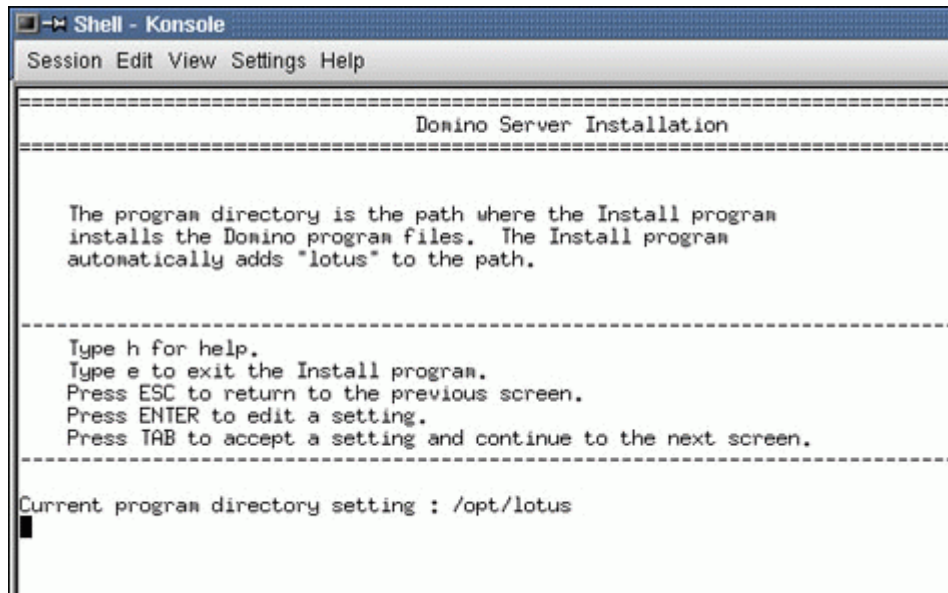 Shell - Konsole
Session Edit View Settings Help
================================================================================
Domino Server Installation
================================================================================
The program directory is the path where the Install program
installs the Domino program files.  The Install program
automatically adds "lotus" to the path.
--------------------------------------------------------------------------------
Type h for help.
Type e to exit the Install program.
Press ESC to return to the previous screen.
Press ENTER to edit a setting.
Press TAB to accept a setting and continue to the next screen.
--------------------------------------------------------------------------------
Current program directory setting : /opt/lotus